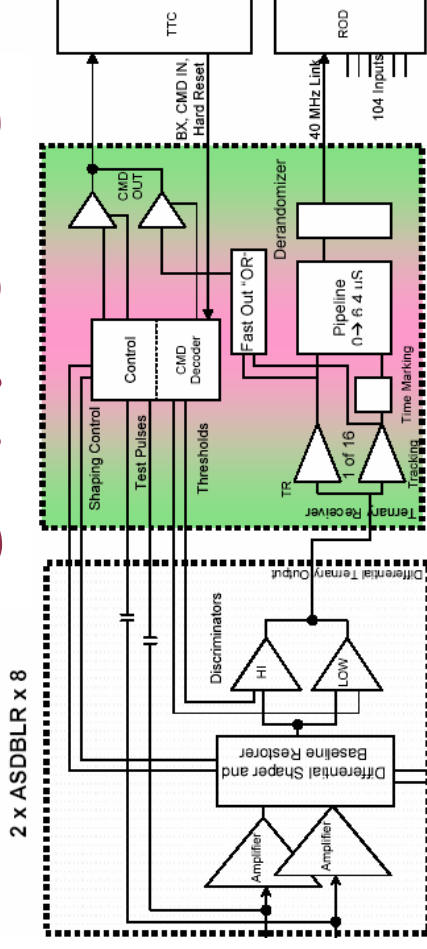 TTC
ROD
BX, CMD IN,
Hard Reset
40 MHz Link
104 Inputs
CMD
OUT
Derandomizer
Control
CMD
Decoder
Fast Out "OR"
Pipeline
0→ 6.4 uS
Shaping Control
Test Pulses
Thresholds
Time Marking
TR
1 of 16
Tracking
Ternary Receiver
Differential Ternary Output
Discriminators
HI
LOW
Differential Shaper and
Baseline Restorer
Amplifier
Amplifier
2 x ASDBLR x 8